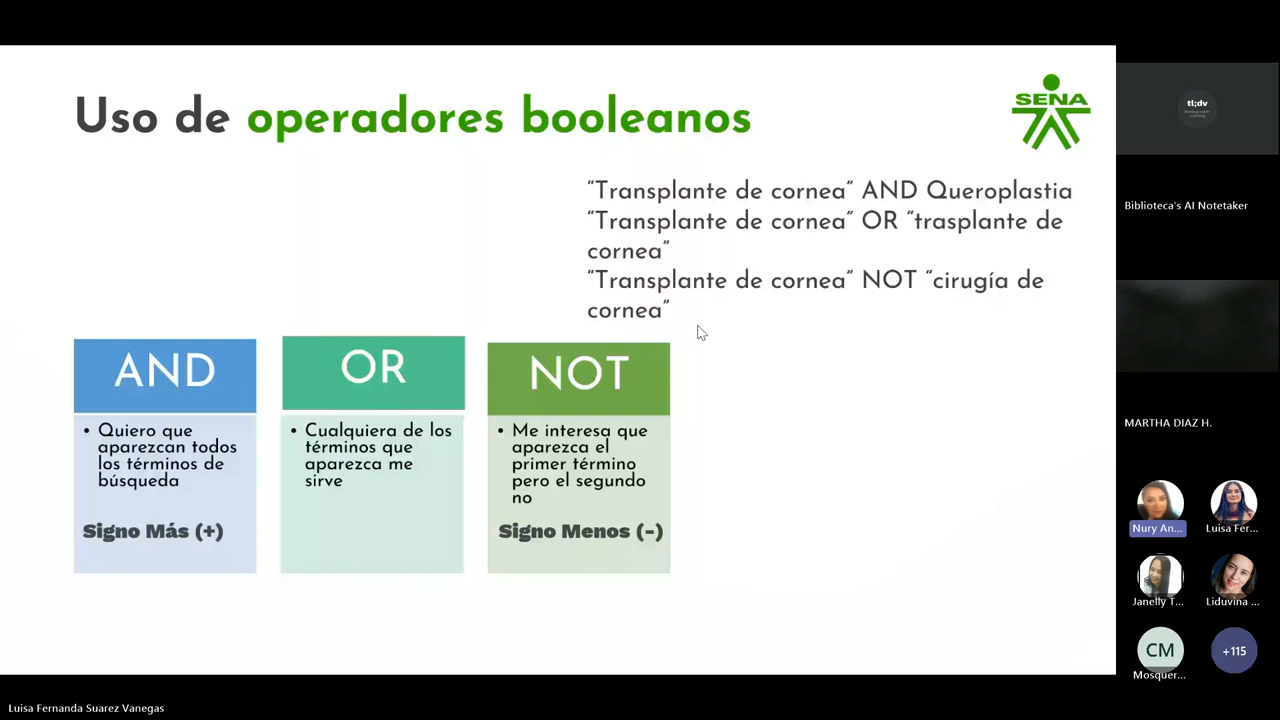 Uso de operadores booleanos
SENA
“Transplante de cornea” AND Queroplastia
“Transplante de cornea” OR “trasplante de
cornea”
“Transplante de cornea” NOT “cirugía de
cornea”
AND
• Quiero que
aparezcan todos
los términos de
búsqueda
Signo Más (+)
OR
• Cualquiera de los
términos que
aparezca me
sirve
NOT
• Me interesa que
aparezca el
primer término
pero el segundo
no
Signo Menos (-)
tl;dv
Biblioteca's AI Notetaker
MARTHA DIAZ H.
Nury An...
Luisa Fer...
Janelly T...
Liduvina ...
CM
Mosquer...
+115
Luisa Fernanda Suarez Vanegas